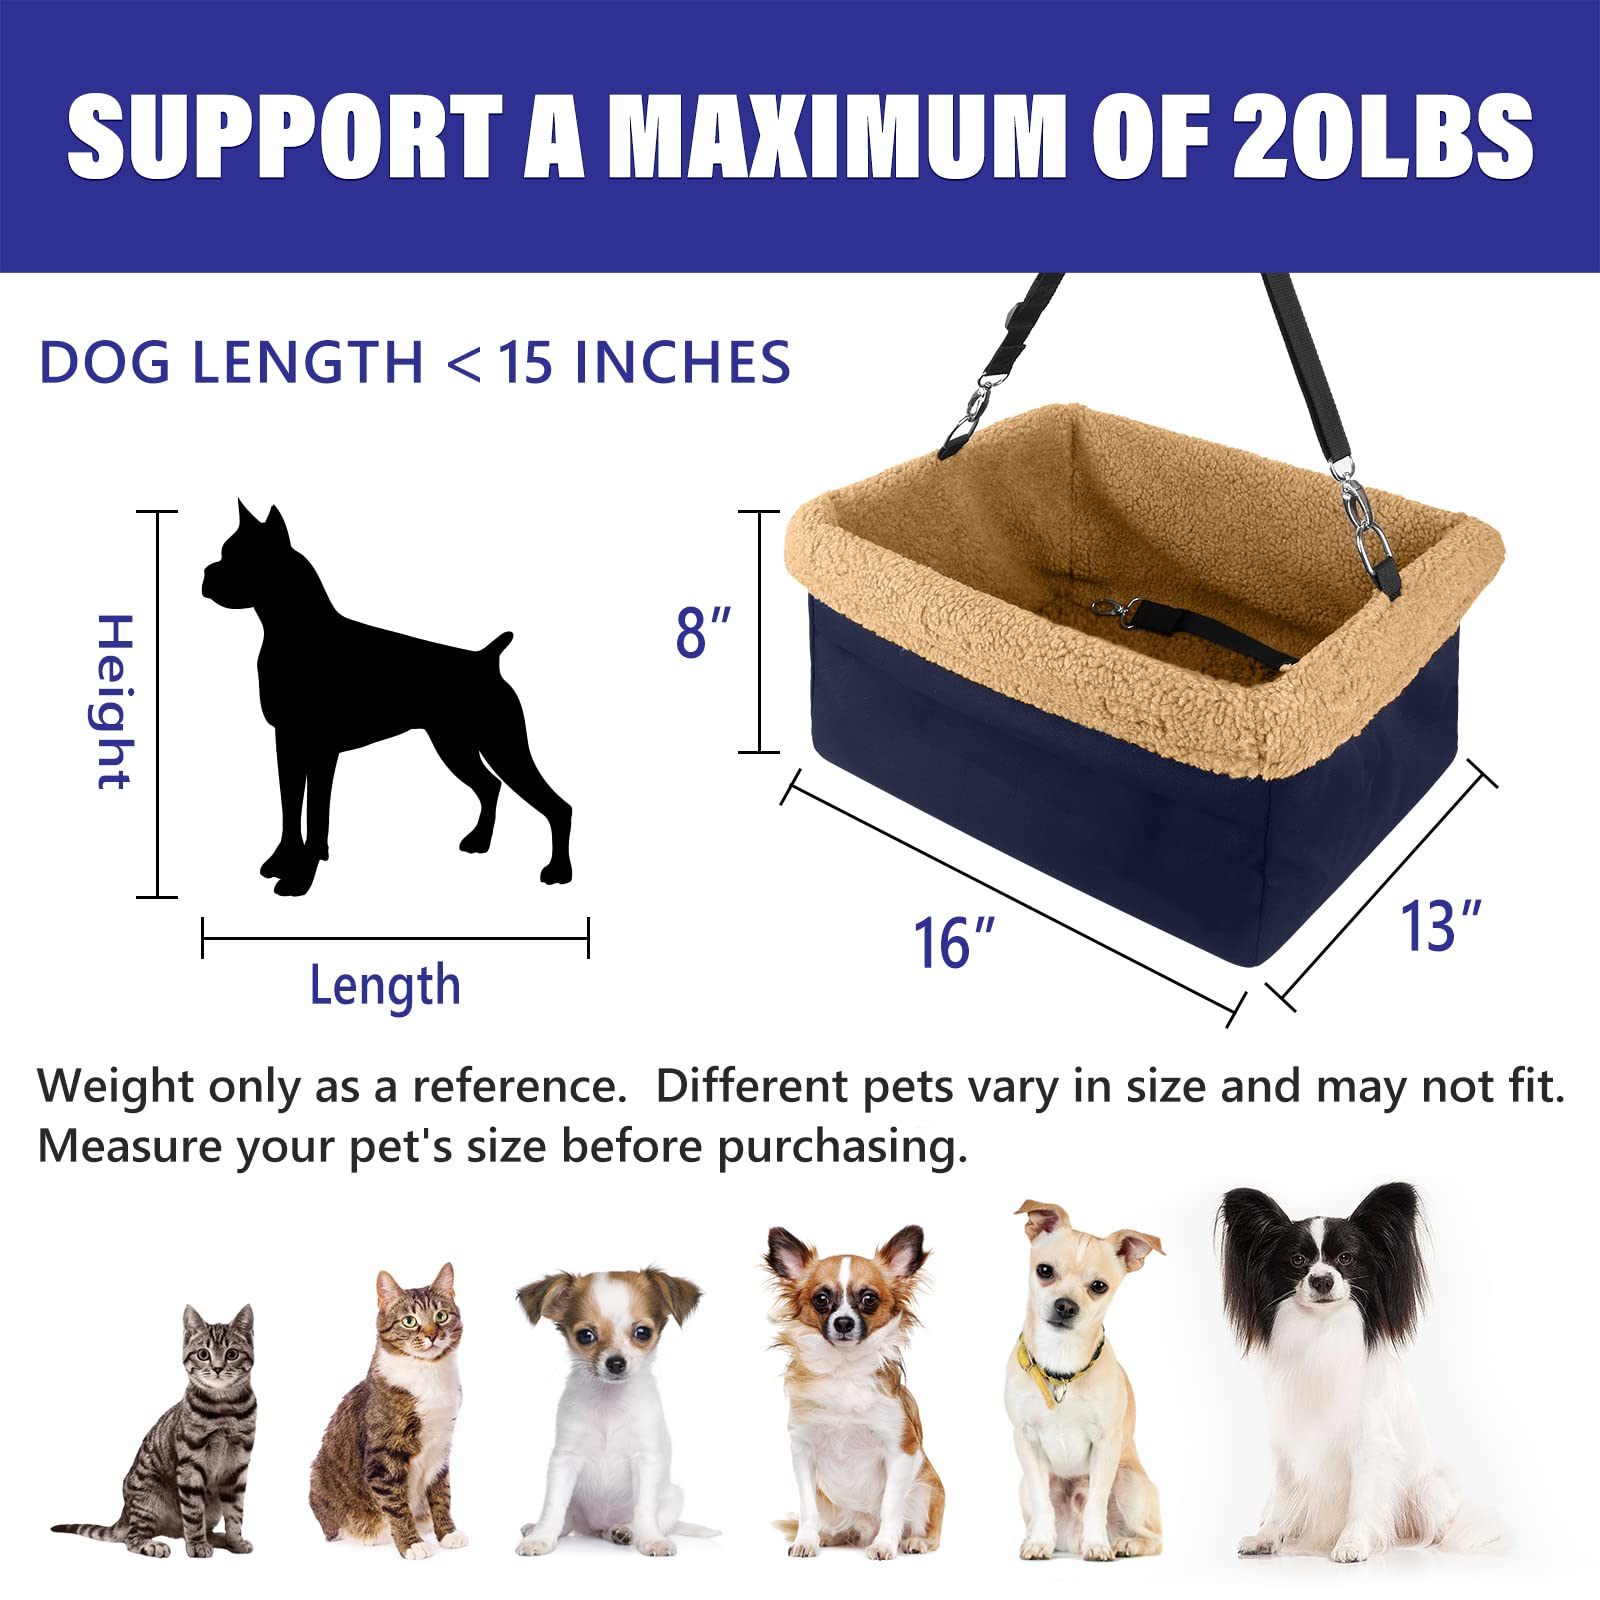 SUPPORT A MAXIMUM OF 20LBS
DOG LENGTH < 15 INCHES
Height
Length
8”
16”
13”
Weight only as a reference.  Different pets vary in size and may not fit.
Measure your pet's size before purchasing.